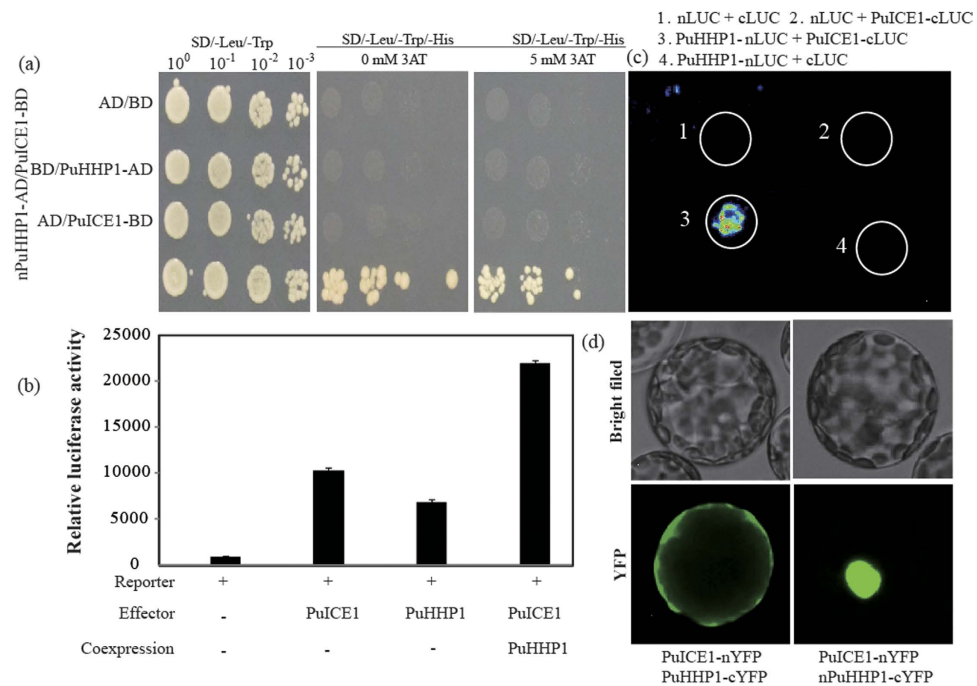 1. nLUC + cLUC 2. nLUC + PuICE1-cLUC
3. PuHHP1-nLUC + PuICE1-cLUC
4. PuHHP1-nLUC + cLUC
(a)
SD/-Leu/-Trp
SD/-Leu/-Trp/-His
SD/-Leu/-Trp/-His
10⁰ 10⁻¹ 10⁻² 10⁻³
0 mM 3AT
5 mM 3AT
nPuHHP1-AD/PuICE1-BD
AD/BD
BD/PuHHP1-AD
AD/PuICE1-BD
(c)
1
2
3
4
(b)
Relative luciferase activity
25000
20000
15000
10000
5000
0
Reporter + + + +
Effector - PuICE1 PuHHP1 PuICE1
Coexpression - - - PuHHP1
(d)
Bright filed
YFP
PuICE1-nYFP PuICE1-nYFP
PuHHP1-cYFP nPuHHP1-cYFP